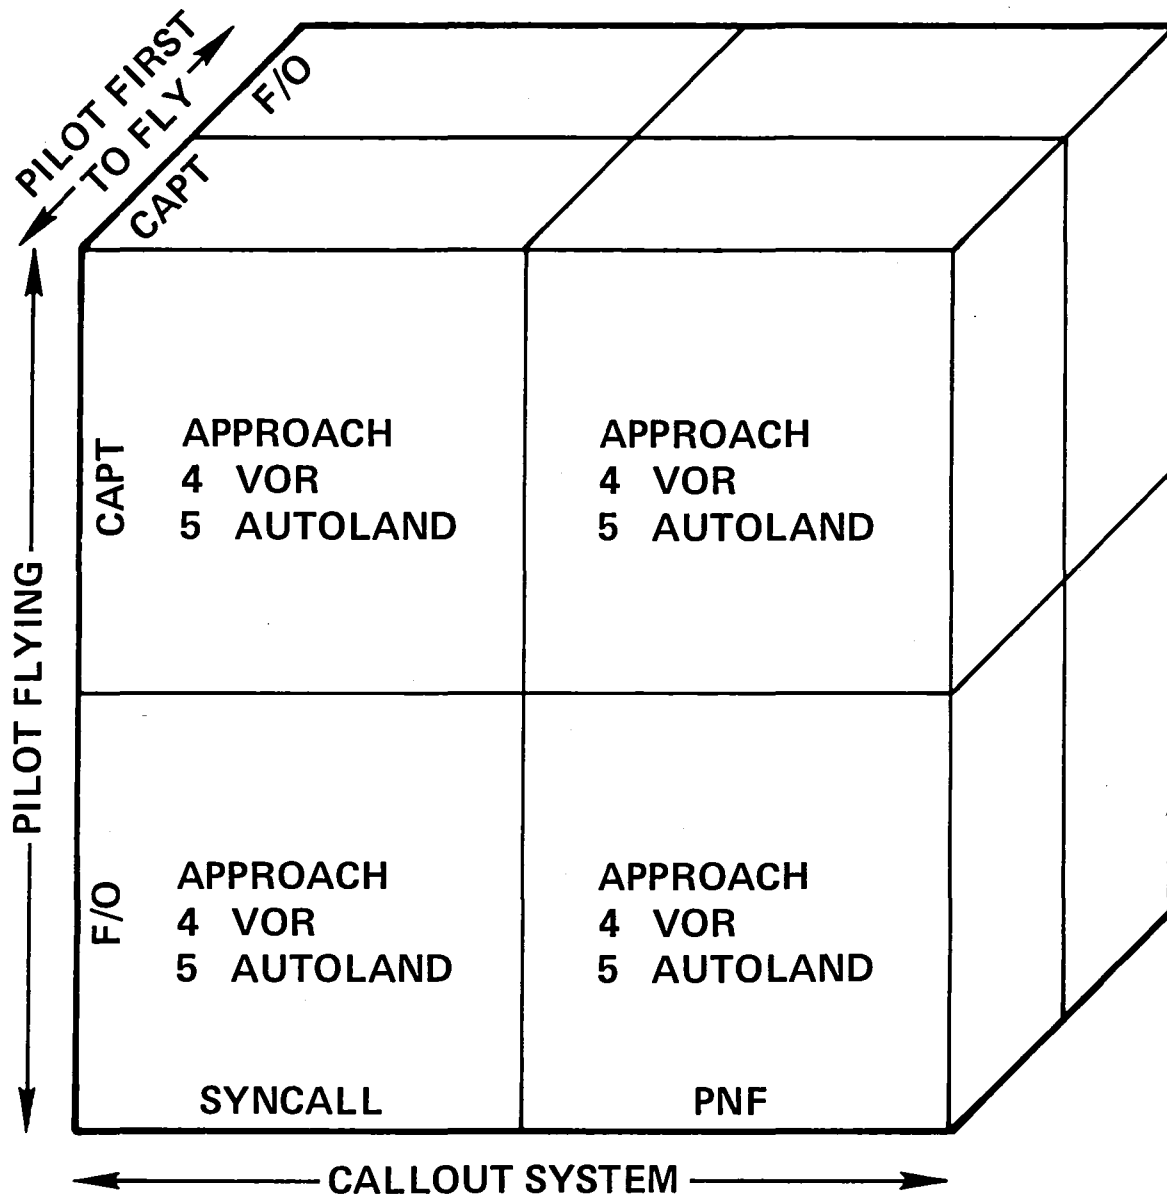 PILOT FIRST
TO FLY
F/O
CAPT
PILOT FLYING
CAPT
APPROACH
4 VOR
5 AUTOLAND
APPROACH
4 VOR
5 AUTOLAND
F/O
APPROACH
4 VOR
5 AUTOLAND
APPROACH
4 VOR
5 AUTOLAND
SYNCALL
PNF
CALLOUT SYSTEM